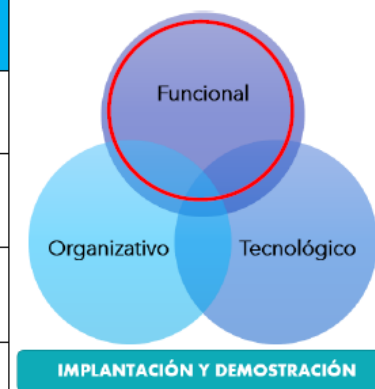 Funcional
Organizativo
Tecnológico
IMPLANTACIÓN Y DEMOSTRACIÓN